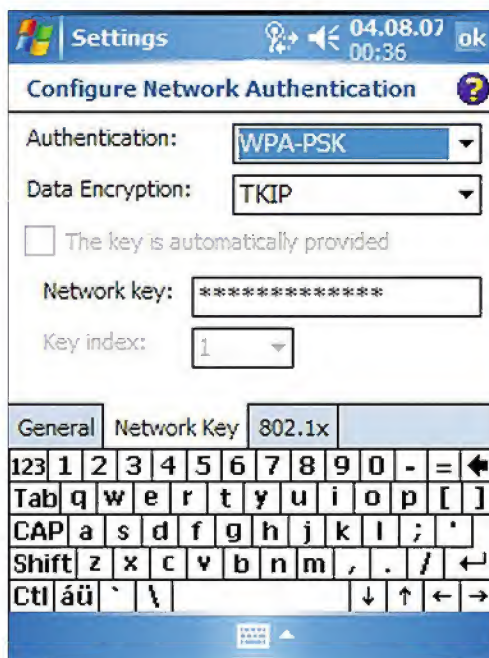 Settings 04.08.07 ok
00:36
Configure Network Authentication ?
Authentication: WPA-PSK
Data Encryption: TKIP
The key is automatically provided
Network key: *************
Key index: 1
General Network Key 802.1x
123 1 2 3 4 5 6 7 8 9 0 - =
Tab q w e r t y u i o p [ ]
CAP a s d f g h j k l ; '
Shift z x c v b n m , . /
Ctl áü ` \